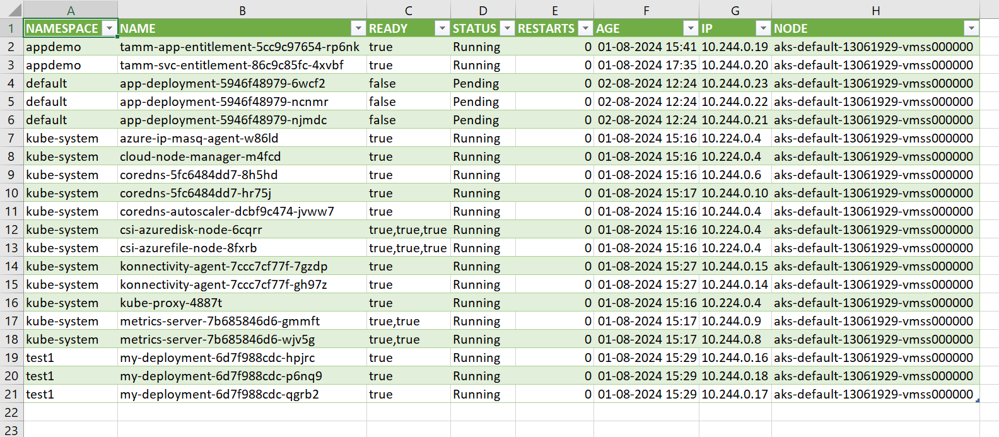 A B C D E F G H
1 NAMESPACE NAME READY STATUS RESTARTS AGE IP NODE
2 appdemo tamm-app-entitlement-5cc9c97654-rp6nk true Running 0 01-08-2024 15:41 10.244.0.19 aks-default-13061929-vmss000000
3 appdemo tamm-svc-entitlement-86c9c85fc-4xvbf true Running 0 01-08-2024 17:35 10.244.0.20 aks-default-13061929-vmss000000
4 default app-deployment-5946f48979-6wcf2 false Pending 0 02-08-2024 12:24 10.244.0.23 aks-default-13061929-vmss000000
5 default app-deployment-5946f48979-ncnmr false Pending 0 02-08-2024 12:24 10.244.0.22 aks-default-13061929-vmss000000
6 default app-deployment-5946f48979-njmdc false Pending 0 02-08-2024 12:24 10.244.0.21 aks-default-13061929-vmss000000
7 kube-system azure-ip-masq-agent-w86ld true Running 0 01-08-2024 15:16 10.224.0.4 aks-default-13061929-vmss000000
8 kube-system cloud-node-manager-m4fcd true Running 0 01-08-2024 15:16 10.224.0.4 aks-default-13061929-vmss000000
9 kube-system coredns-5fc6484dd7-8h5hd true Running 0 01-08-2024 15:16 10.244.0.6 aks-default-13061929-vmss000000
10 kube-system coredns-5fc6484dd7-hr75j true Running 0 01-08-2024 15:17 10.244.0.10 aks-default-13061929-vmss000000
11 kube-system coredns-autoscaler-dcbf9c474-jvww7 true Running 0 01-08-2024 15:16 10.244.0.4 aks-default-13061929-vmss000000
12 kube-system csi-azuredisk-node-6cqrr true,true,true Running 0 01-08-2024 15:16 10.224.0.4 aks-default-13061929-vmss000000
13 kube-system csi-azurefile-node-8fxrb true,true,true Running 0 01-08-2024 15:16 10.224.0.4 aks-default-13061929-vmss000000
14 kube-system konnectivity-agent-7ccc7cf77f-7gzdp true Running 0 01-08-2024 15:27 10.244.0.15 aks-default-13061929-vmss000000
15 kube-system konnectivity-agent-7ccc7cf77f-gh97z true Running 0 01-08-2024 15:27 10.244.0.14 aks-default-13061929-vmss000000
16 kube-system kube-proxy-4887t true Running 0 01-08-2024 15:16 10.224.0.4 aks-default-13061929-vmss000000
17 kube-system metrics-server-7b685846d6-gmmft true,true Running 0 01-08-2024 15:17 10.244.0.9 aks-default-13061929-vmss000000
18 kube-system metrics-server-7b685846d6-wjv5g true,true Running 0 01-08-2024 15:17 10.244.0.8 aks-default-13061929-vmss000000
19 test1 my-deployment-6d7f988cdc-hpjrc true Running 0 01-08-2024 15:29 10.244.0.16 aks-default-13061929-vmss000000
20 test1 my-deployment-6d7f988cdc-p6nq9 true Running 0 01-08-2024 15:29 10.244.0.18 aks-default-13061929-vmss000000
21 test1 my-deployment-6d7f988cdc-qgrb2 true Running 0 01-08-2024 15:29 10.244.0.17 aks-default-13061929-vmss000000
22
23